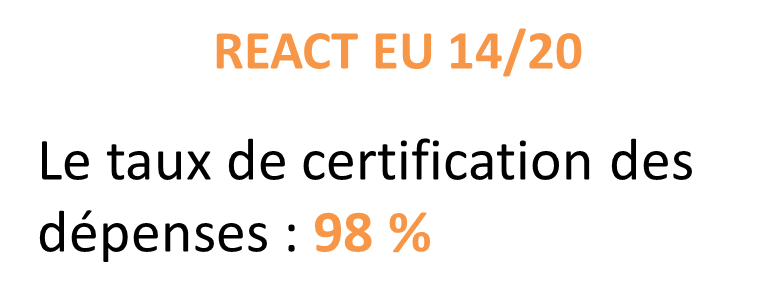 REACT EU 14/20
Le taux de certification des
dépenses : 98 %